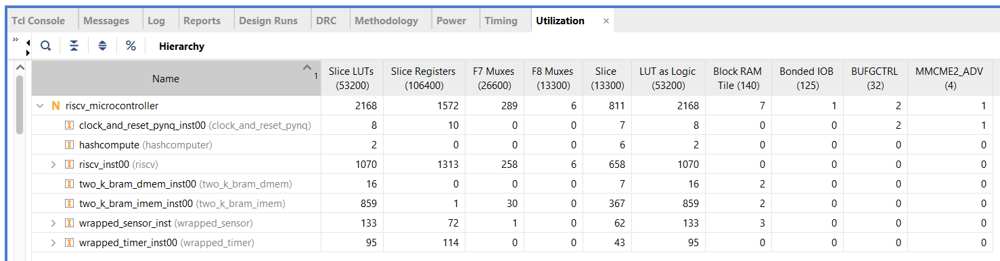 Tcl Console Messages Log Reports Design Runs DRC Methodology Power Timing Utilization ×
» % Hierarchy
Name 1 Slice LUTs (53200) Slice Registers (106400) F7 Muxes (26600) F8 Muxes (13300) Slice (13300) LUT as Logic (53200) Block RAM Tile (140) Bonded IOB (125) BUFGCTRL (32) MMCME2_ADV (4)
N riscv_microcontroller 2168 1572 289 6 811 2168 7 1 2 1
I clock_and_reset_pynq_inst00 (clock_and_reset_pynq) 8 10 0 0 7 8 0 0 2 1
I hashcompute (hashcomputer) 2 0 0 0 6 2 0 0 0 0
I riscv_inst00 (riscv) 1070 1313 258 6 658 1070 0 0 0 0
I two_k_bram_dmem_inst00 (two_k_bram_dmem) 16 0 0 0 7 16 2 0 0 0
I two_k_bram_imem_inst00 (two_k_bram_imem) 859 1 30 0 367 859 2 0 0 0
I wrapped_sensor_inst (wrapped_sensor) 133 72 1 0 62 133 3 0 0 0
I wrapped_timer_inst00 (wrapped_timer) 95 114 0 0 43 95 0 0 0 0